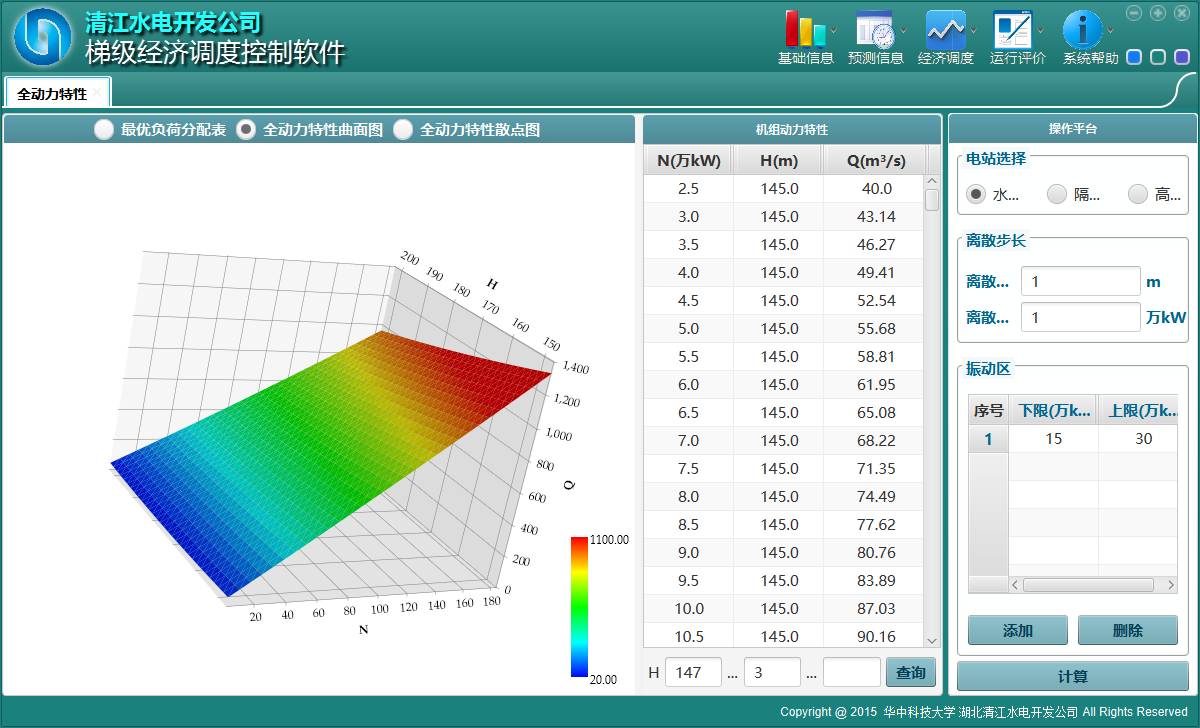 清江水电开发公司
梯级经济调度控制软件
基础信息 预测信息 经济调度 运行评价 系统帮助
全动力特性
最优负荷分配表 全动力特性曲面图 全动力特性散点图
200 190 180 170 160 150
H
1,400
1,200
1,000
800
600
400
200
0
Q
20 40 60 80 100 120 140 160 180
N
1100.00
20.00
机组动力特性
N(万kW) H(m) Q(m³/s)
2.5 145.0 40.0
3.0 145.0 43.14
3.5 145.0 46.27
4.0 145.0 49.41
4.5 145.0 52.54
5.0 145.0 55.68
5.5 145.0 58.81
6.0 145.0 61.95
6.5 145.0 65.08
7.0 145.0 68.22
7.5 145.0 71.35
8.0 145.0 74.49
8.5 145.0 77.62
9.0 145.0 80.76
9.5 145.0 83.89
10.0 145.0 87.03
10.5 145.0 90.16
H 147 ... 3 ... 查询
操作平台
电站选择
水... 隔... 高...
离散步长
离散... 1 m
离散... 1 万kW
振动区
序号 下限(万k... 上限(万k...
1 15 30
添加 删除
计算
Copyright @ 2015 华中科技大学 湖北清江水电开发公司 All Rights Reserved